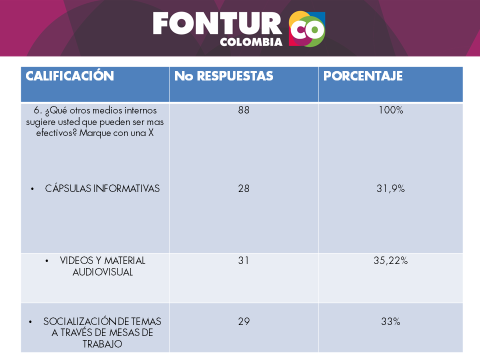 FONTUR CO
COLOMBIA
CALIFICACIÓN No RESPUESTAS PORCENTAJE
6. ¿Qué otros medios internos 88 100%
sugiere usted que pueden ser mas
efectivos? Marque con una X
• CÁPSULAS INFORMATIVAS 28 31,9%
• VIDEOS Y MATERIAL 31 35,22%
AUDIOVISUAL
• SOCIALIZACIÓN DE TEMAS 29 33%
A TRAVÉS DE MESAS DE
TRABAJO